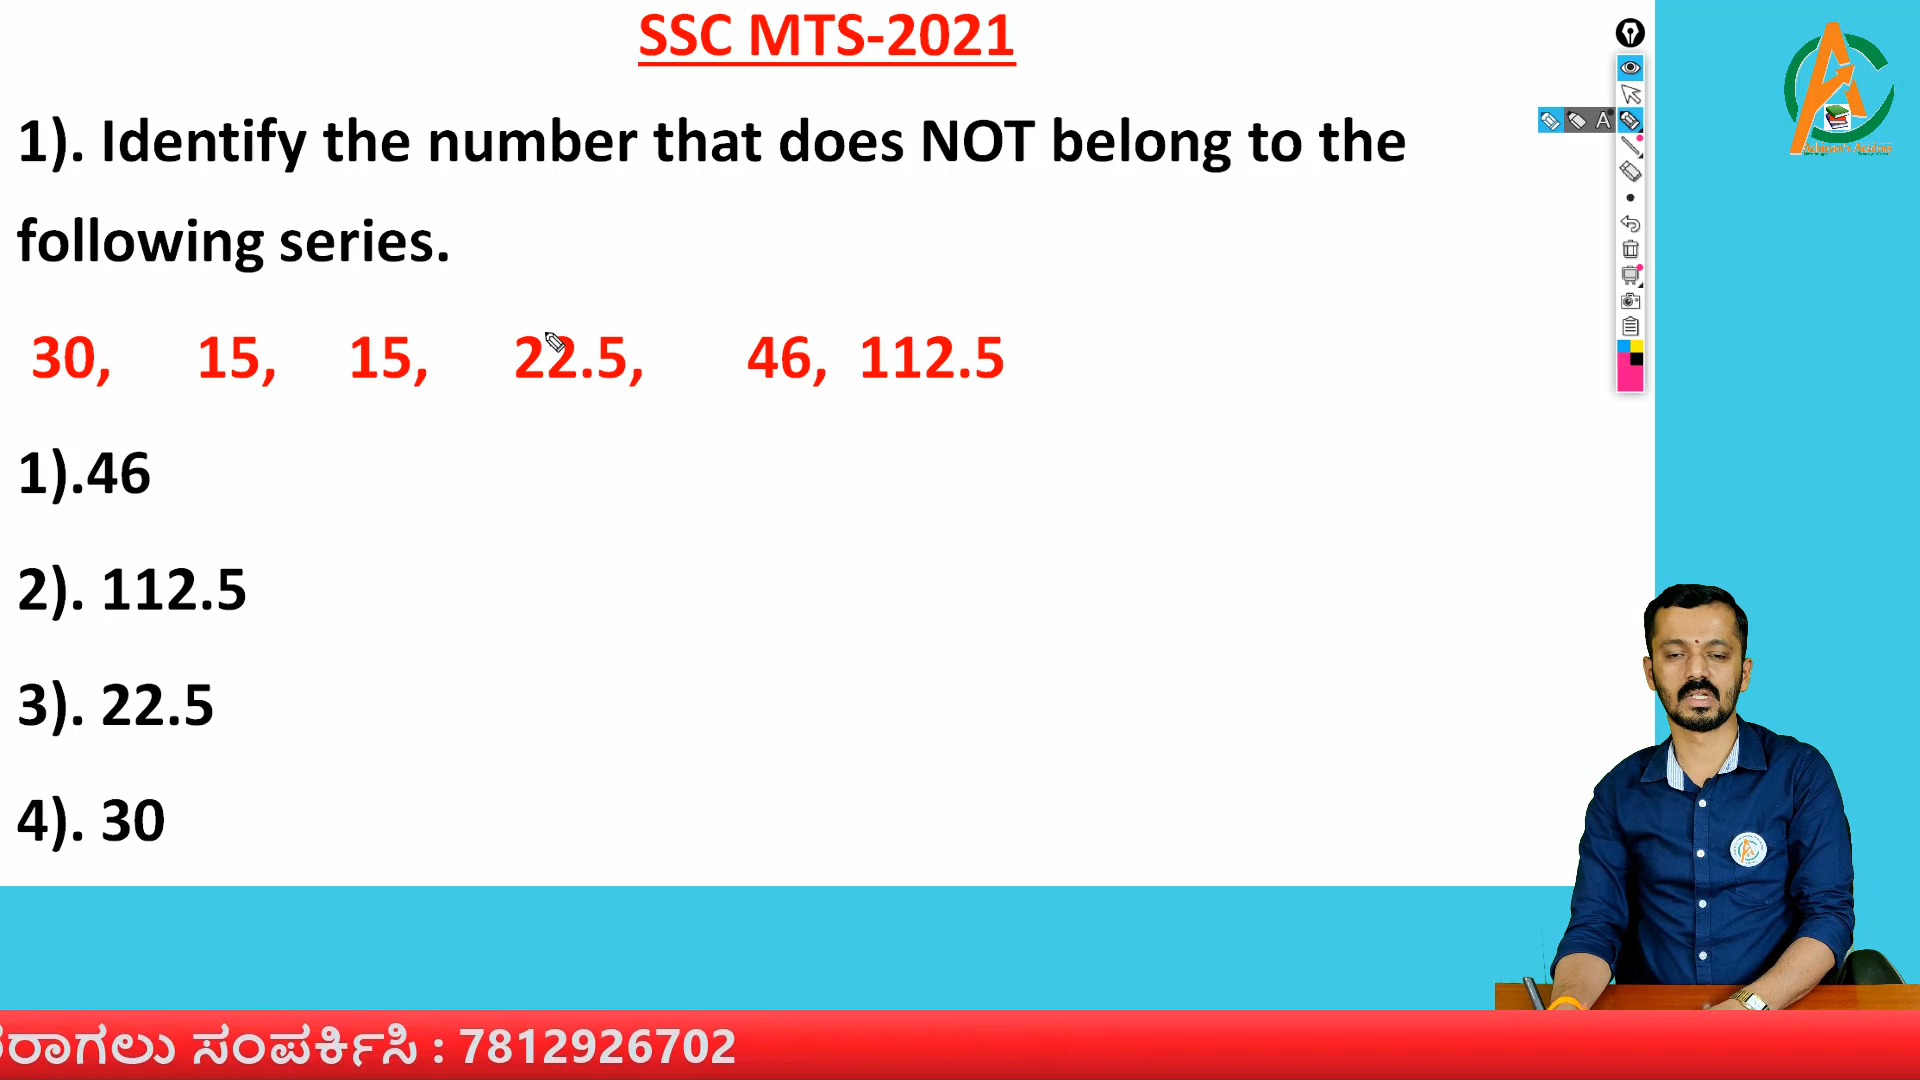 SSC MTS-2021
1). Identify the number that does NOT belong to the
following series.
30, 15, 15, 22.5, 46, 112.5
1).46
2). 112.5
3). 22.5
4). 30
ಸಂಪರ್ಕಿಸಿ : 7812926702